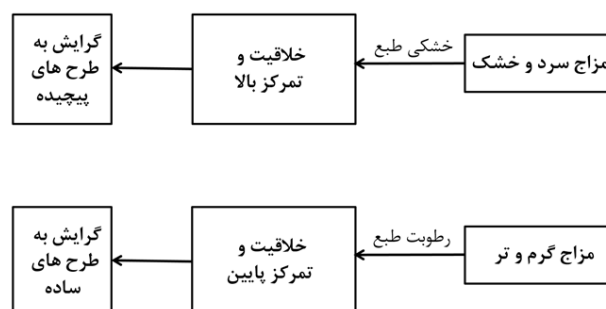 مزاج سرد و خشک
خشکی طبع
خلاقیت و
تمرکز بالا
گرایش به
طرح های
پیچیده
مزاج گرم و تر
رطوبت طبع
خلاقیت و
تمرکز پایین
گرایش به
طرح های
ساده